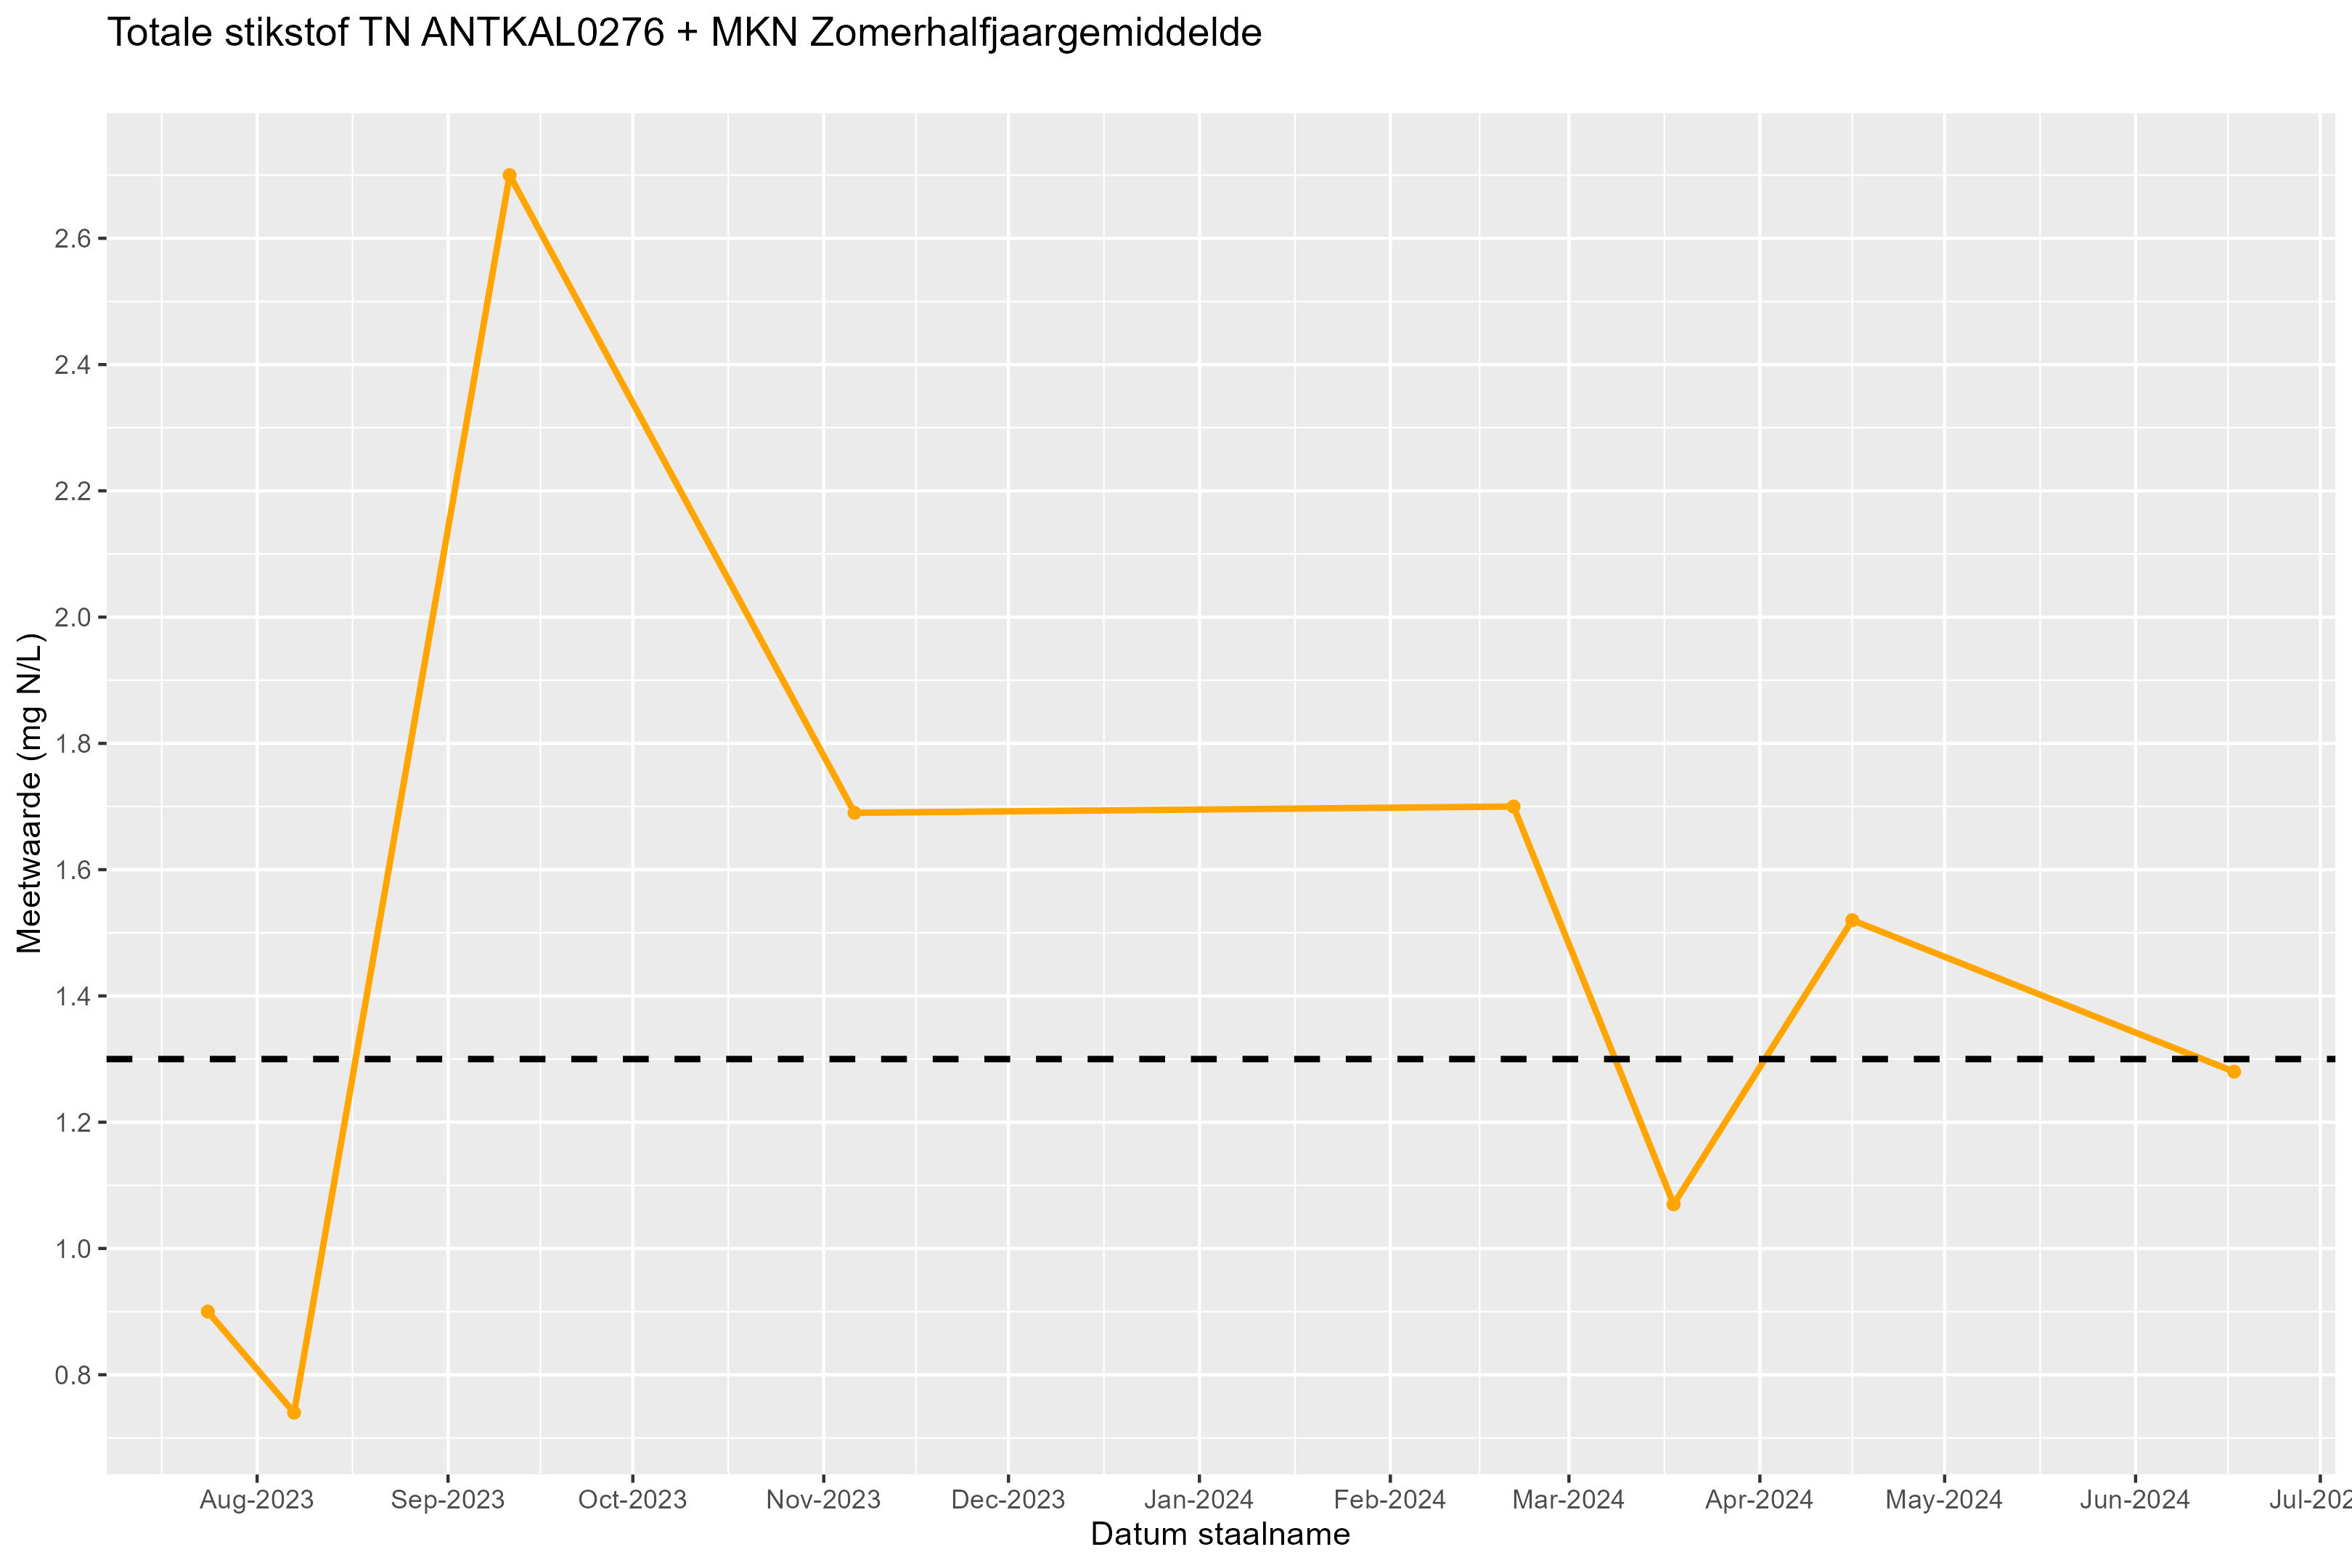 Totale stikstof TN ANTKAL0276 + MKN Zomerhalfjaargemiddelde
Meetwaarde (mg N/L)
2.6
2.4
2.2
2.0
1.8
1.6
1.4
1.2
1.0
0.8
Aug-2023 Sep-2023 Oct-2023 Nov-2023 Dec-2023 Jan-2024 Feb-2024 Mar-2024 Apr-2024 May-2024 Jun-2024 Jul-202
Datum staalname